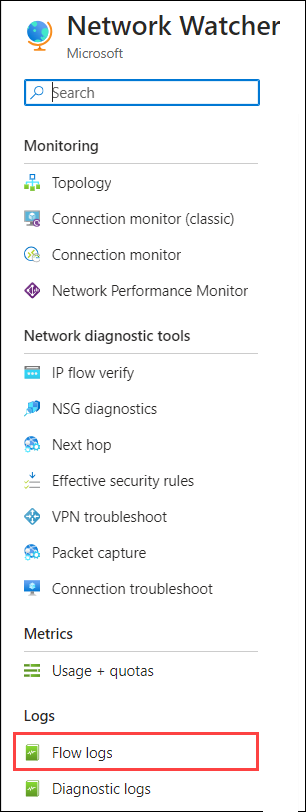 Network Watcher
Microsoft
Search
Monitoring
Topology
Connection monitor (classic)
Connection monitor
Network Performance Monitor
Network diagnostic tools
IP flow verify
NSG diagnostics
Next hop
Effective security rules
VPN troubleshoot
Packet capture
Connection troubleshoot
Metrics
Usage + quotas
Logs
Flow logs
Diagnostic logs